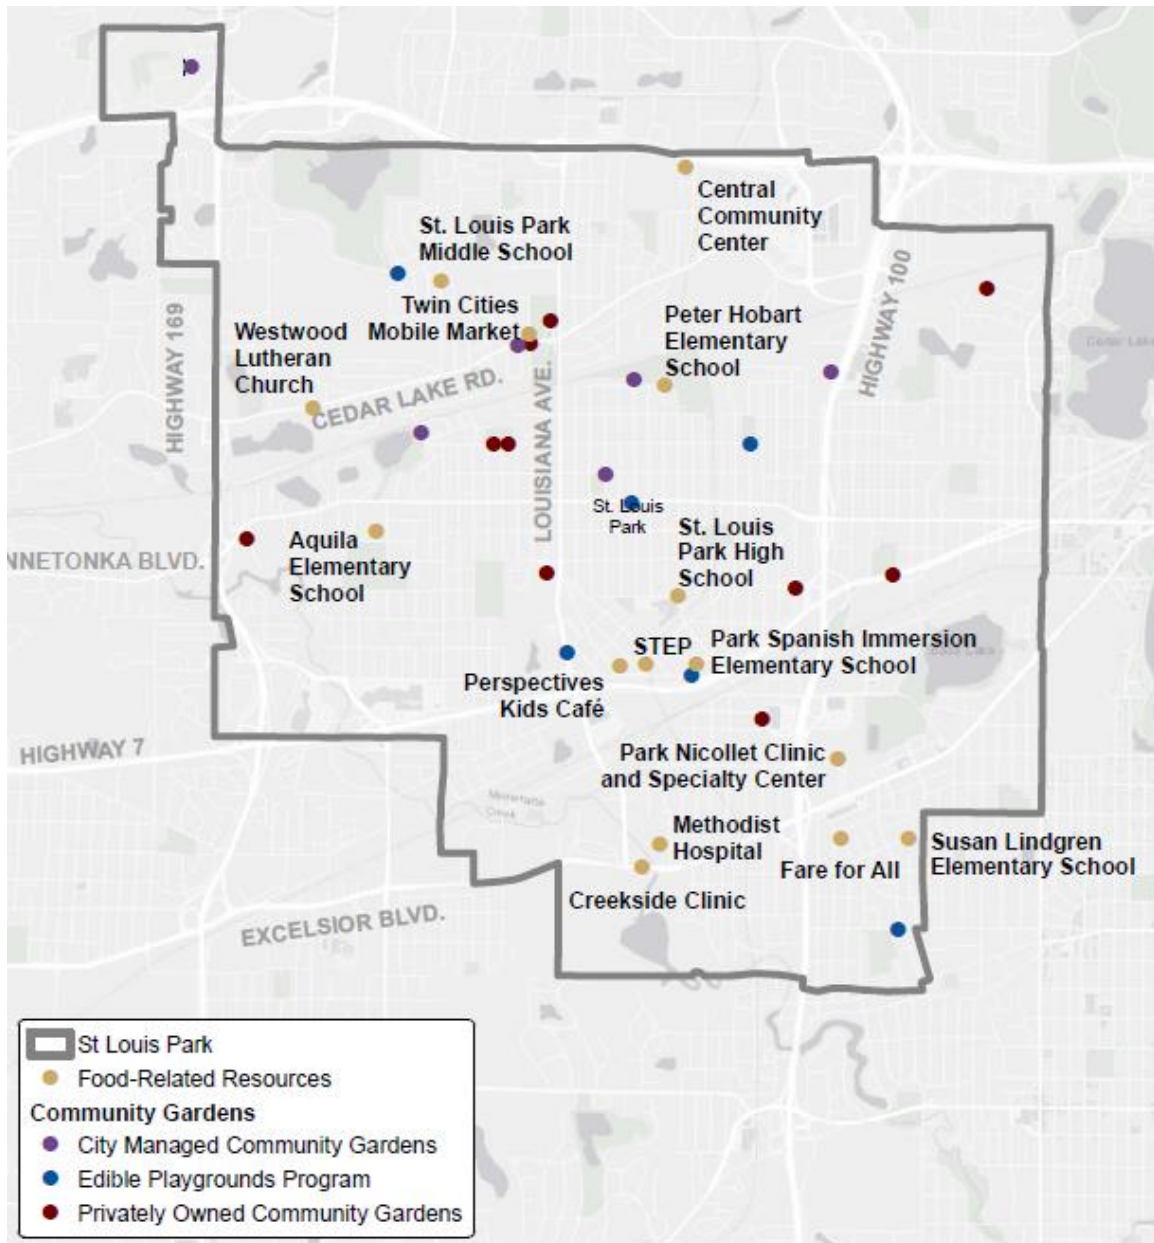 Central
Community
Center
St. Louis Park
Middle School
HIGHWAY 100
HIGHWAY 169
Twin Cities
Mobile Market
Peter Hobart
Elementary
School
Westwood
Lutheran
Church
Cedar Lake
CEDAR LAKE RD.
LOUISIANA AVE.
St. Louis
Park
St. Louis
Park High
School
NNETONKA BLVD.
Aquila
Elementary
School
STEP
Park Spanish Immersion
Elementary School
Perspectives
Kids Café
HIGHWAY 7
Park Nicollet Clinic
and Specialty Center
Minnehaha
Creek
Methodist
Hospital
Fare for All
Susan Lindgren
Elementary School
Creekside Clinic
EXCELSIOR BLVD.
St Louis Park
Food-Related Resources
Community Gardens
City Managed Community Gardens
Edible Playgrounds Program
Privately Owned Community Gardens